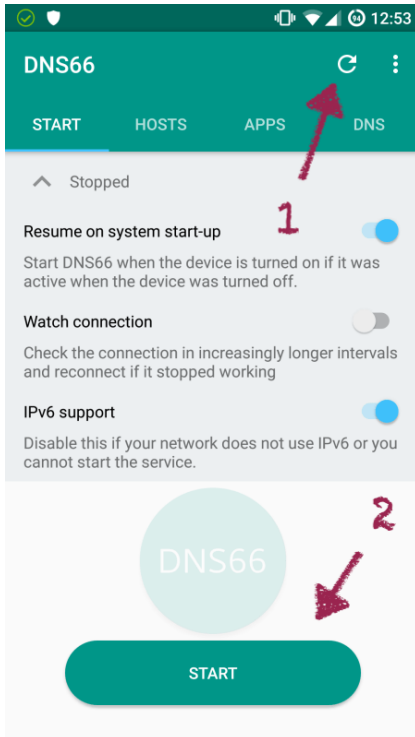 94 12:53
DNS66
START HOSTS APPS DNS
1
Stopped
Resume on system start-up
Start DNS66 when the device is turned on if it was
active when the device was turned off.
Watch connection
Check the connection in increasingly longer intervals
and reconnect if it stopped working
IPv6 support
Disable this if your network does not use IPv6 or you
cannot start the service.
2
DNS66
START